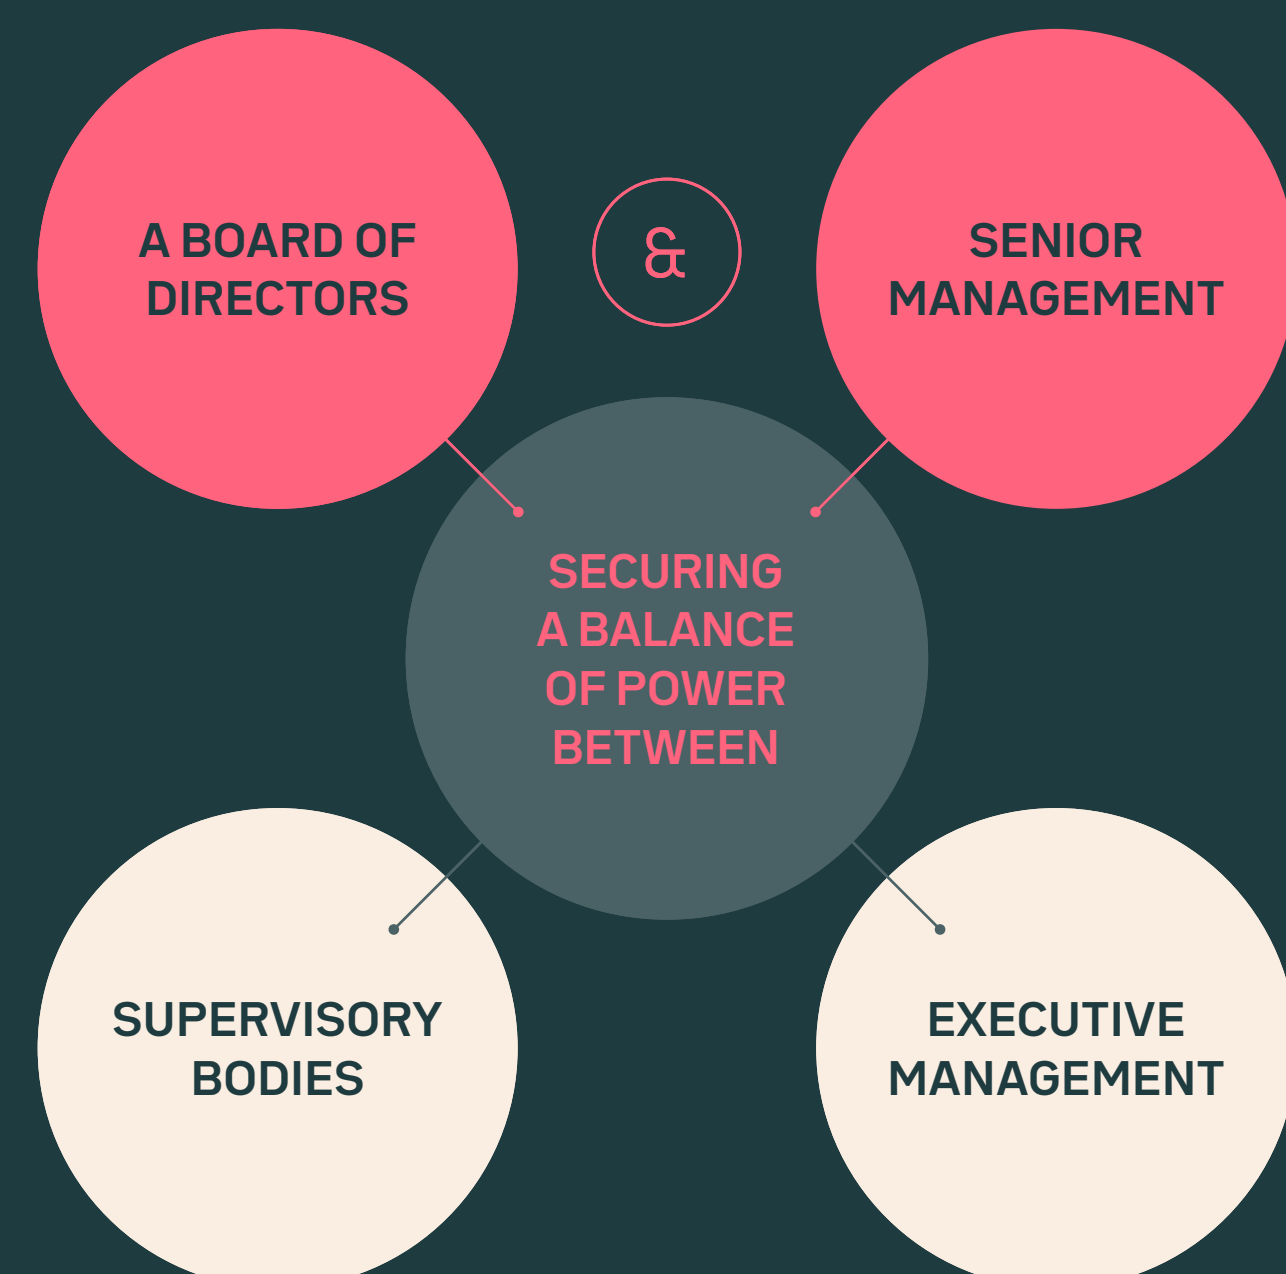 A BOARD OF
DIRECTORS
&
SENIOR
MANAGEMENT
SECURING
A BALANCE
OF POWER
BETWEEN
SUPERVISORY
BODIES
EXECUTIVE
MANAGEMENT